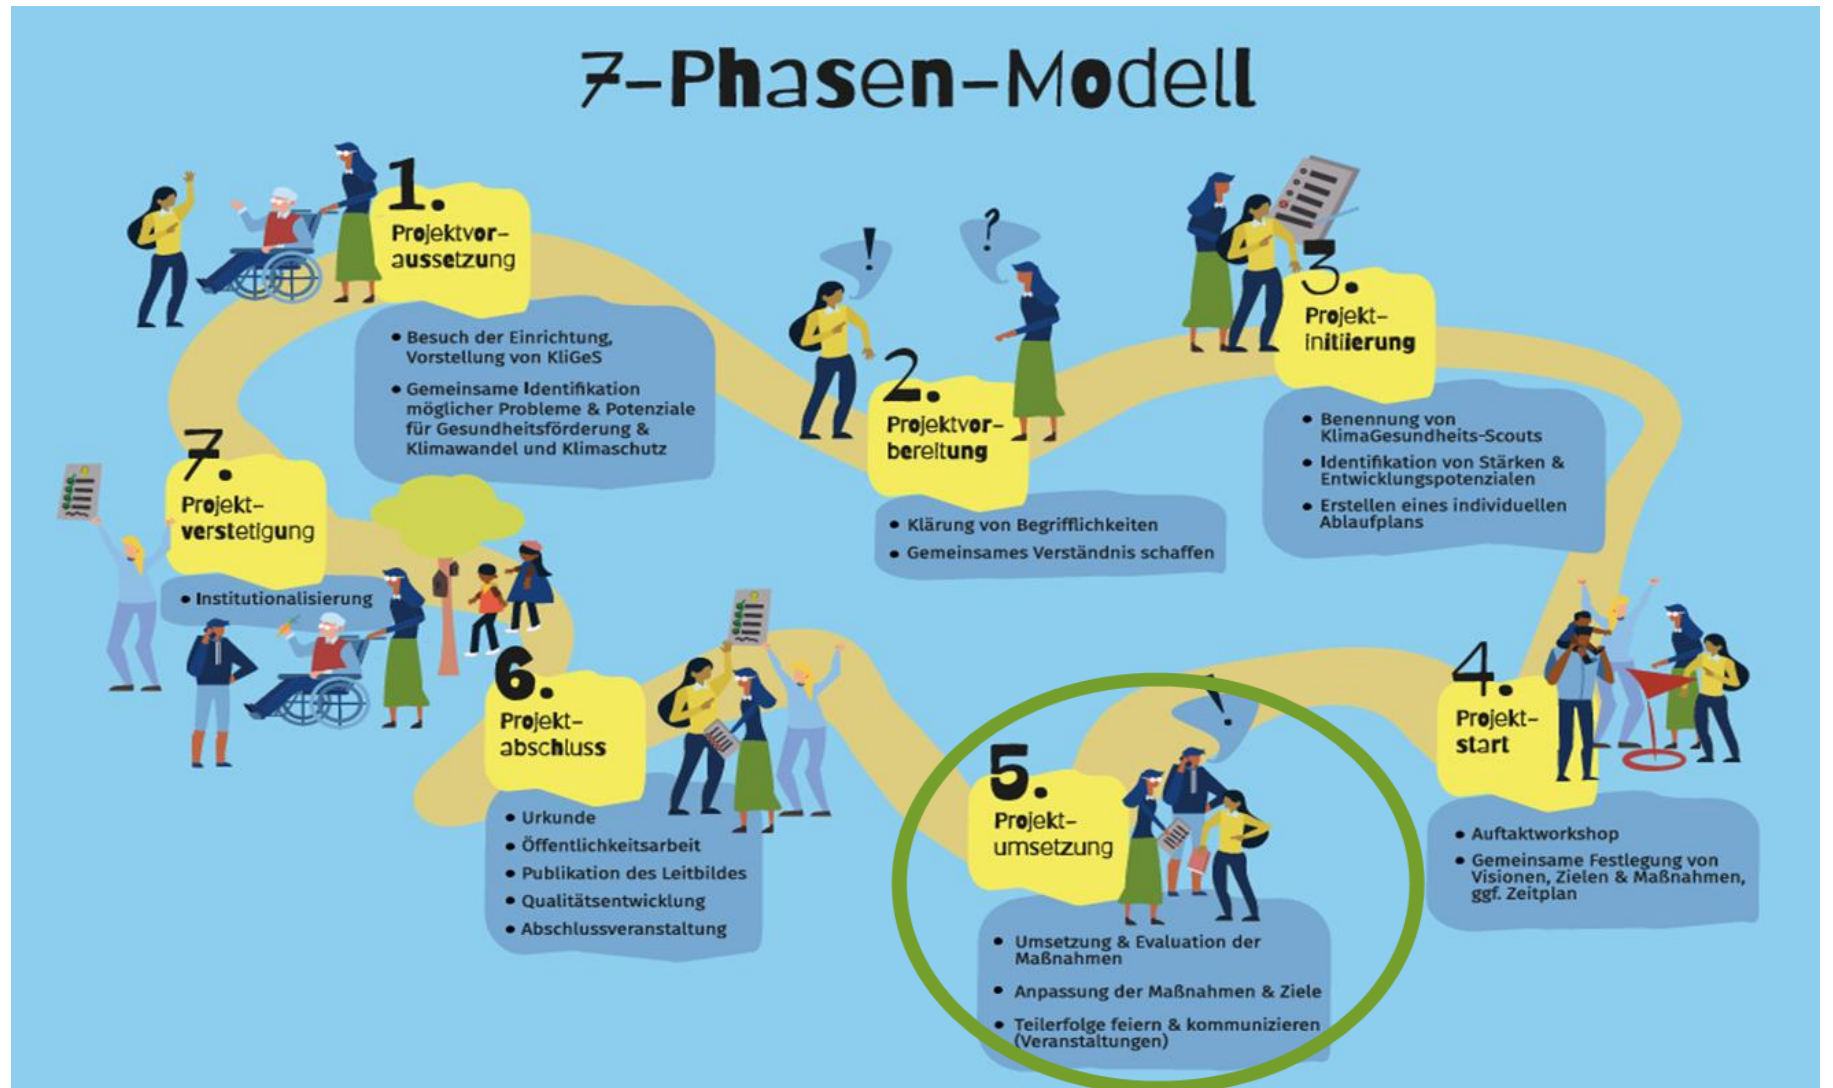 7-Phasen-Modell
1.
Projektvor-
aussetzung
• Besuch der Einrichtung,
Vorstellung von KliGeS
• Gemeinsame Identifikation
möglicher Probleme & Potenziale
für Gesundheitsförderung &
Klimawandel und Klimaschutz
!
?
2.
Projektvor-
bereitung
• Klärung von Begrifflichkeiten
• Gemeinsames Verständnis schaffen
3.
Projekt-
initiierung
• Benennung von
KlimaGesundheits-Scouts
• Identifikation von Stärken &
Entwicklungspotenzialen
• Erstellen eines individuellen
Ablaufplans
4.
Projekt-
start
• Auftaktworkshop
• Gemeinsame Festlegung von
Visionen, Zielen & Maßnahmen,
ggf. Zeitplan
!
5.
Projekt-
umsetzung
• Umsetzung & Evaluation der
Maßnahmen
• Anpassung der Maßnahmen & Ziele
• Teilerfolge feiern & kommunizieren
(Veranstaltungen)
6.
Projekt-
abschluss
• Urkunde
• Öffentlichkeitsarbeit
• Publikation des Leitbildes
• Qualitätsentwicklung
• Abschlussveranstaltung
7.
Projekt-
verstetigung
• Institutionalisierung